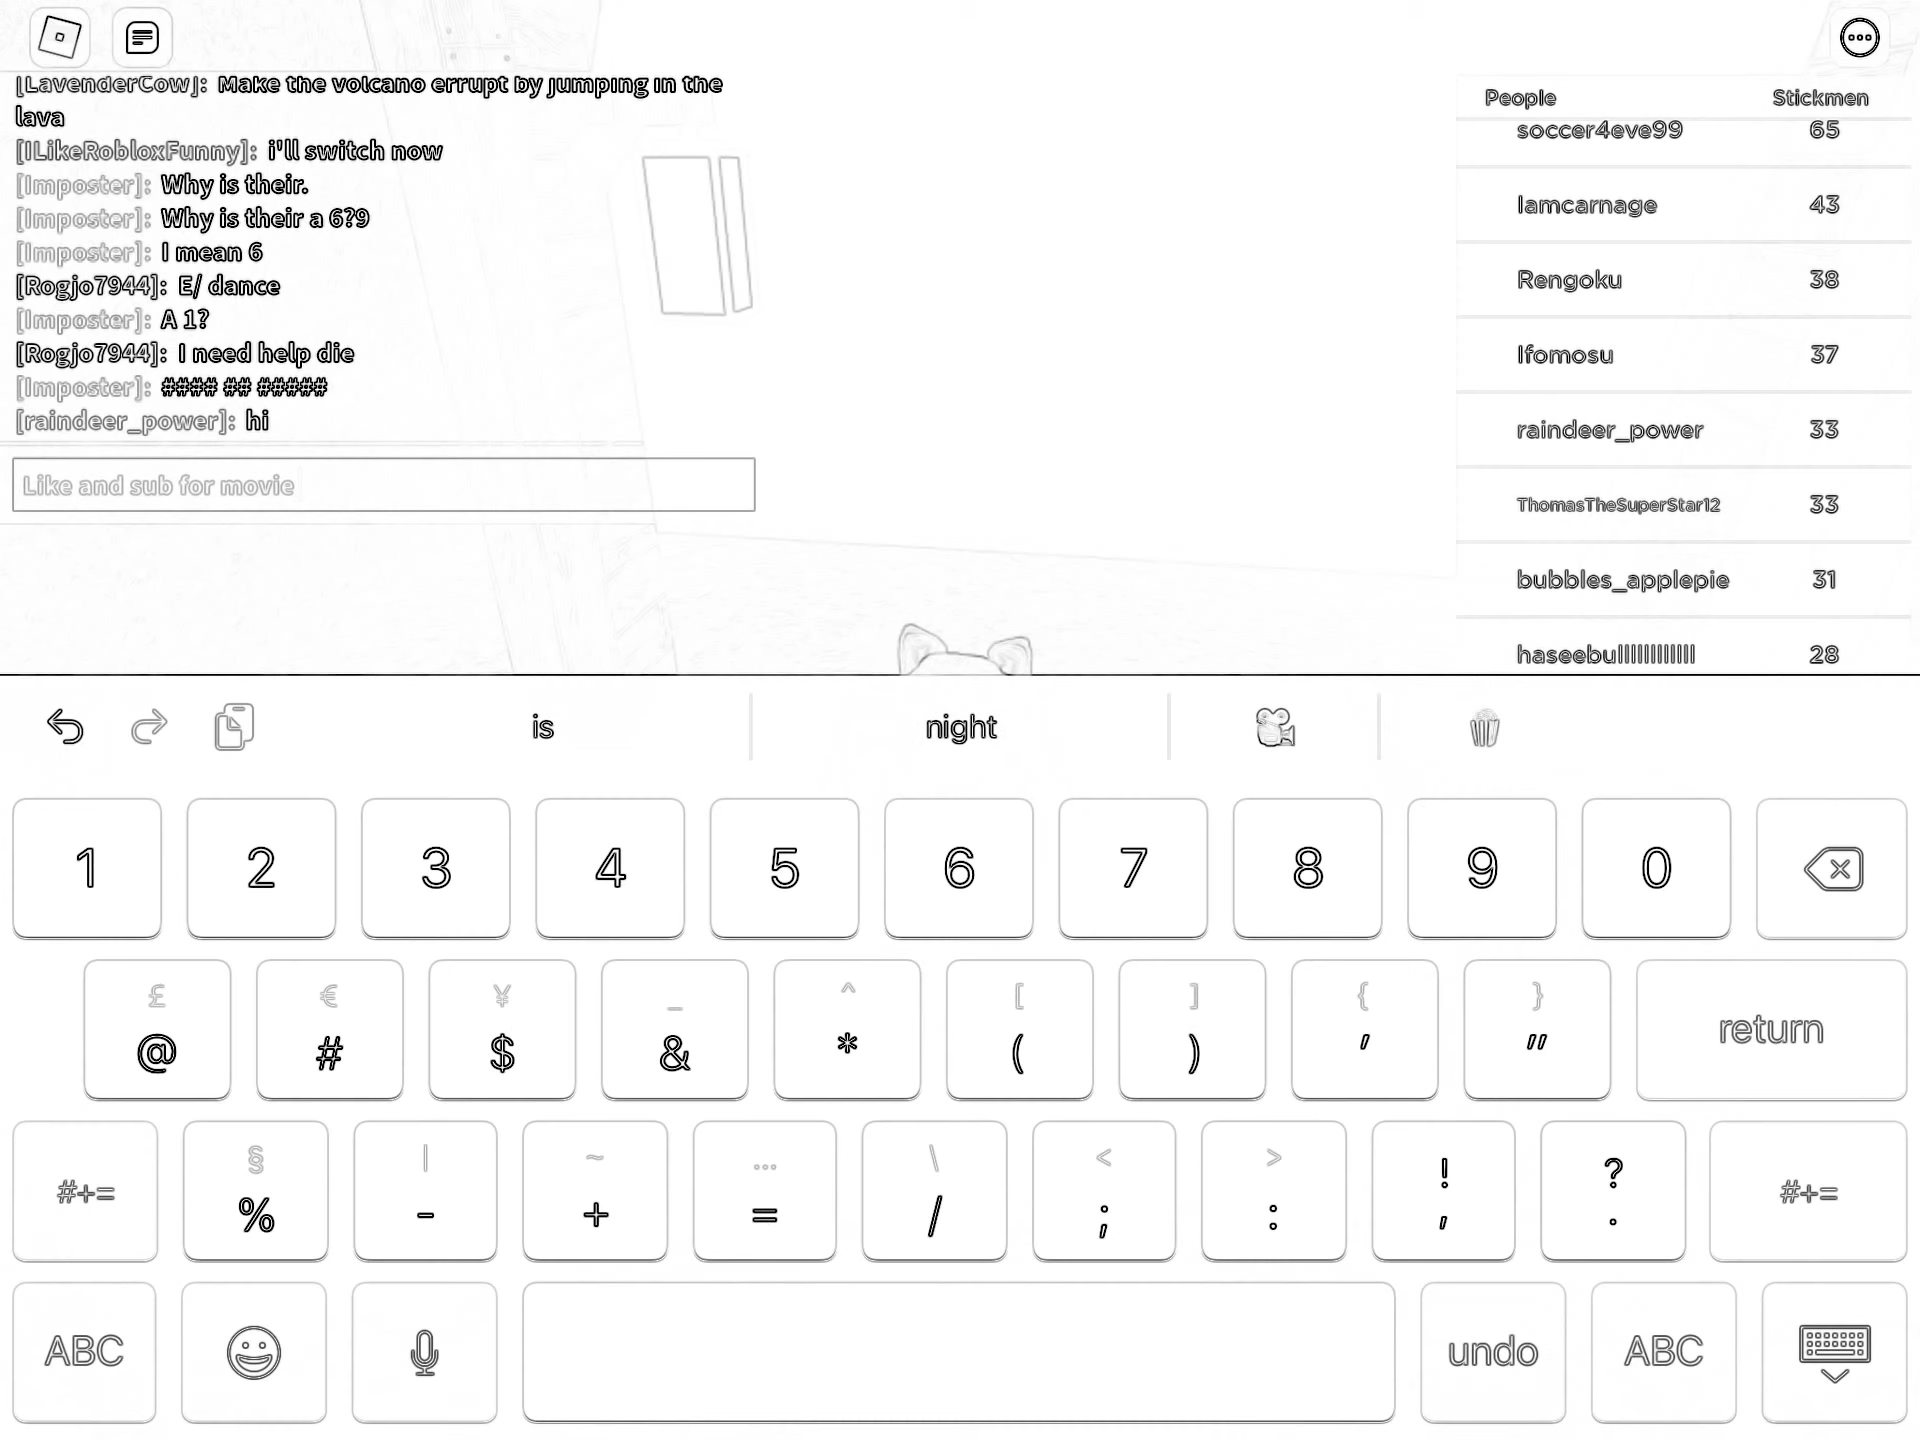 [LavenderCow]: Make the volcano errupt by jumping in the
lava
[ILikeRobloxFunny]: i'll switch now
[Imposter]: Why is their.
[Imposter]: Why is their a 6?9
[Imposter]: I mean 6
[Rogjo7944]: E/ dance
[Imposter]: A 1?
[Rogjo7944]: I need help die
[Imposter]: #### ## #####
[raindeer_power]: hi
Like and sub for movie
People Stickmen
soccer4eve99 65
Iamcarnage 43
Rengoku 38
Ifomosu 37
raindeer_power 33
ThomasTheSuperStar12 33
bubbles_applepie 31
haseebulllllllllllll 28
is night
1 2 3 4 5 6 7 8 9 0
£ € ¥ _ ^ [ ] { }
@ # $ & * ( ) ' " return
§ | ~ … \ < > ! ?
#+= % - + = / ; : , . #+=
ABC undo ABC